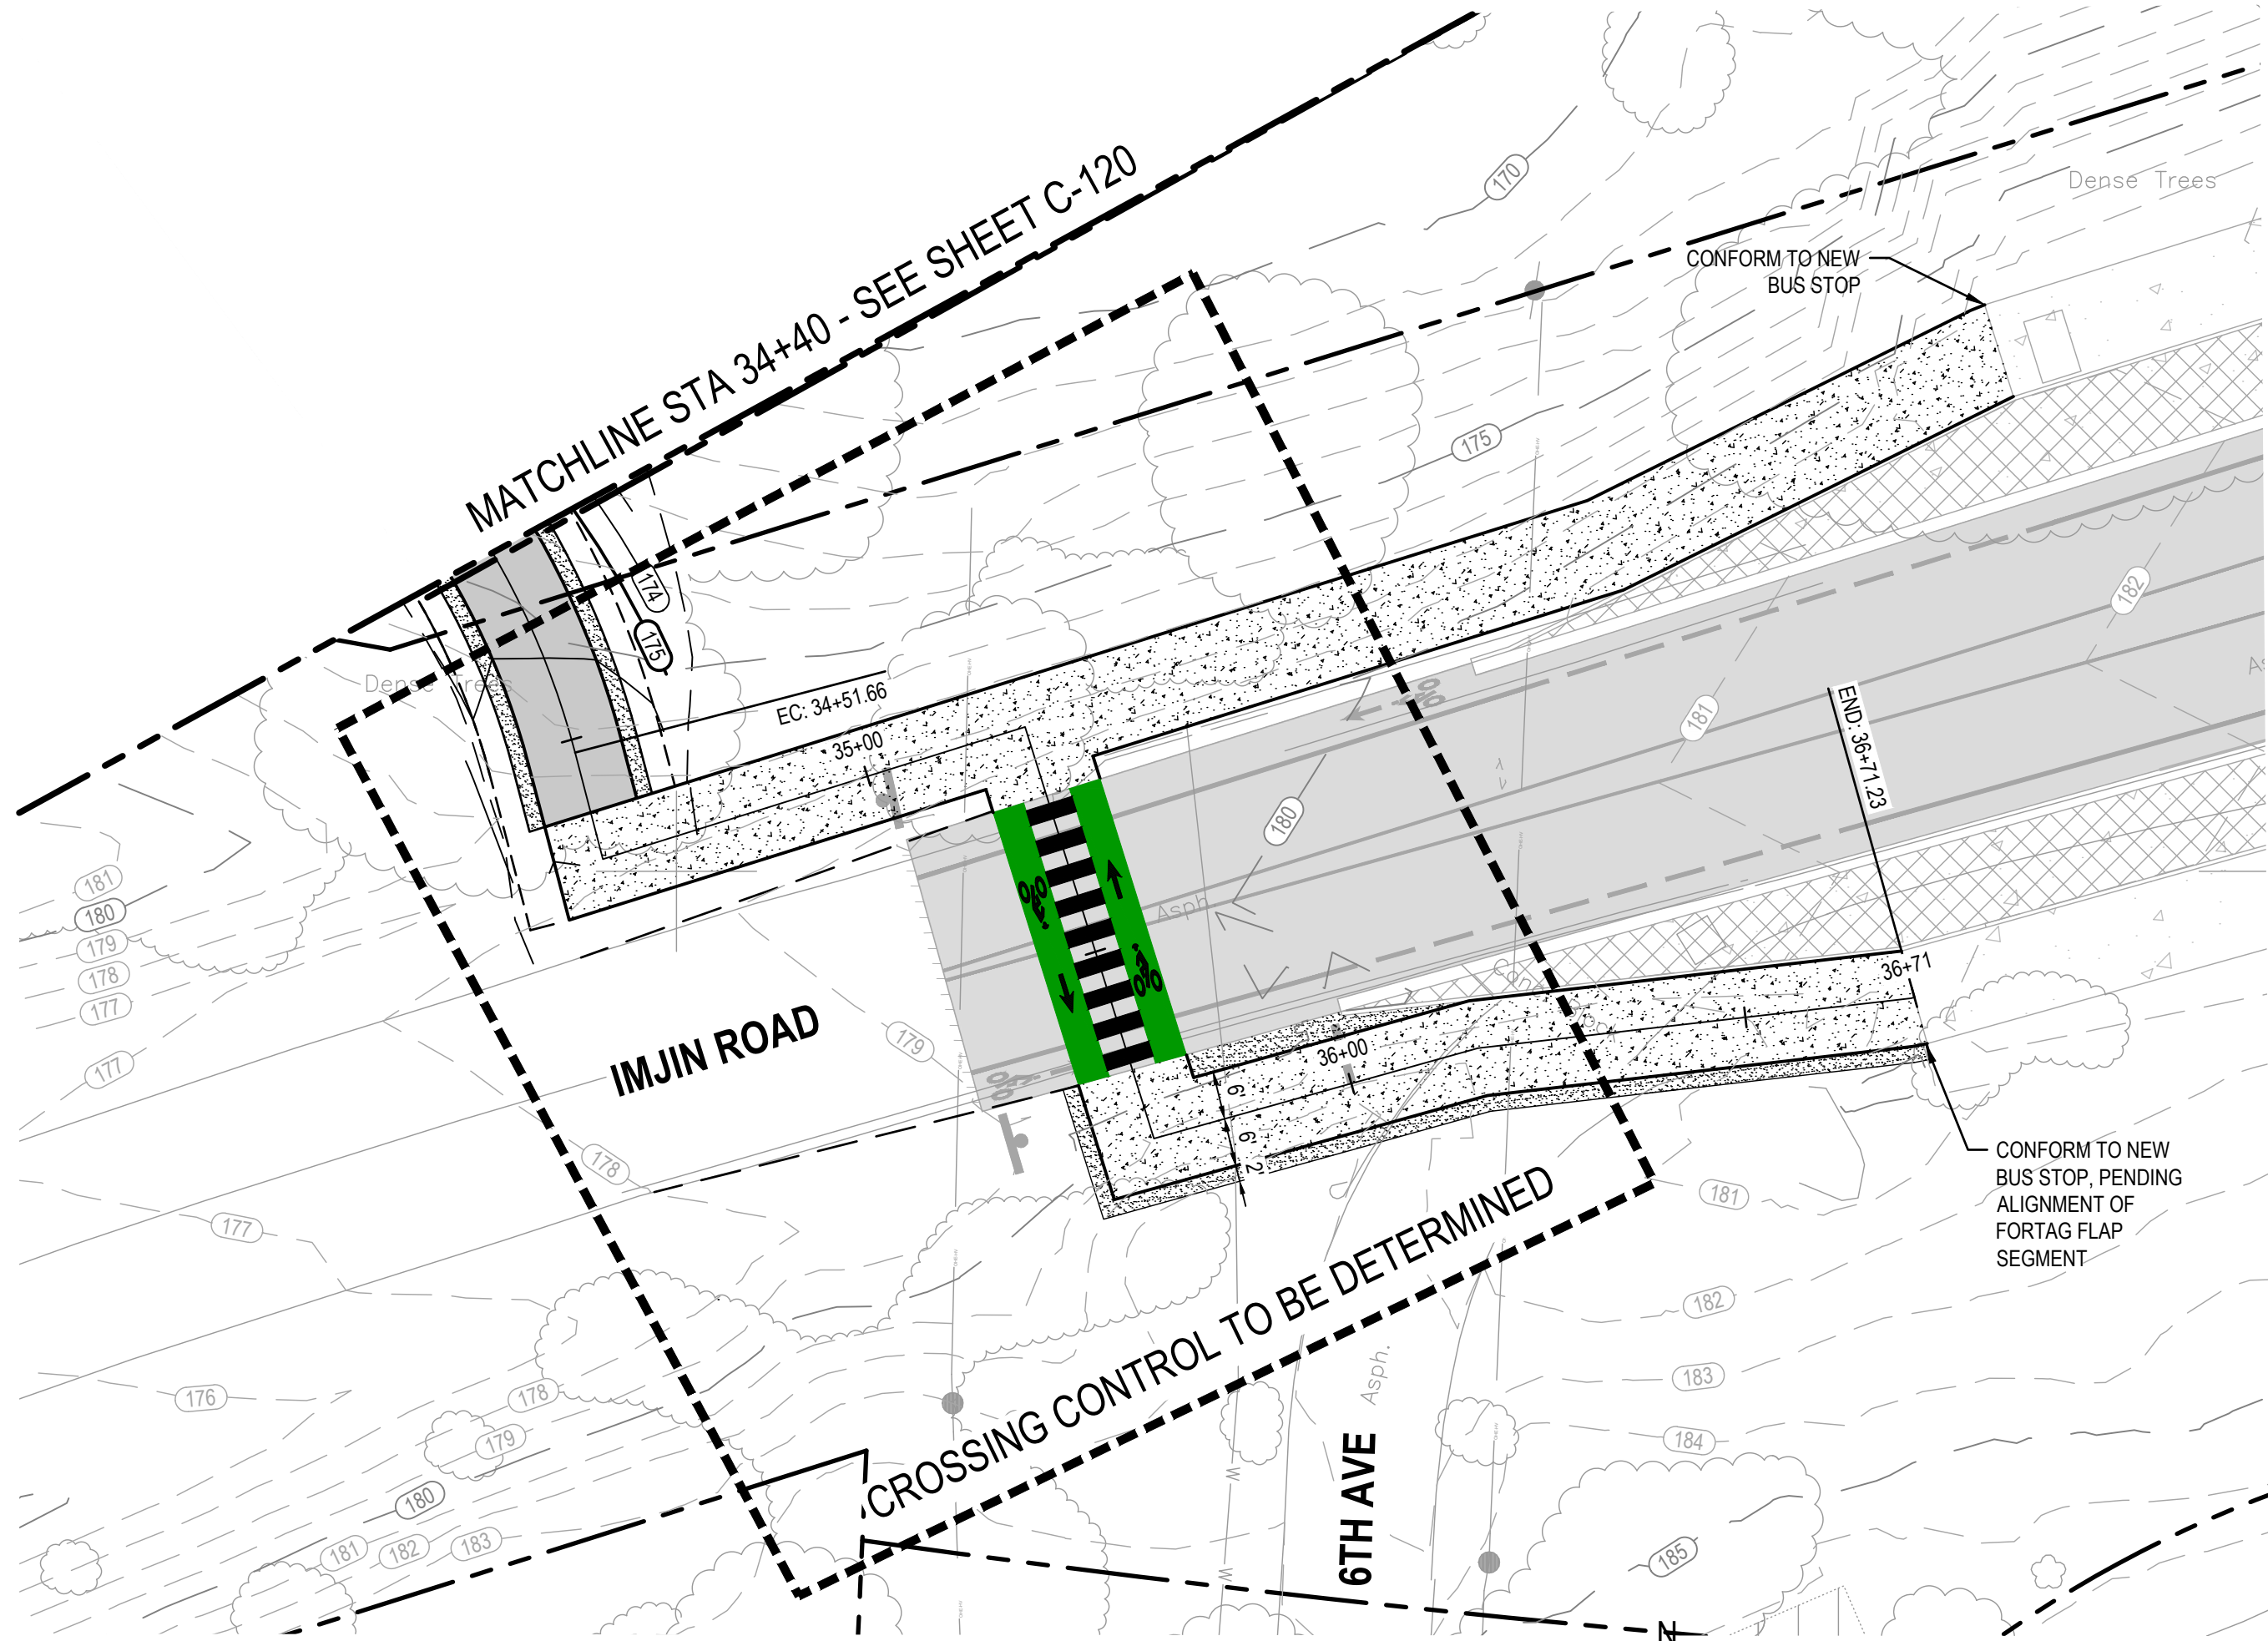 MATCHLINE STA 34+40 - SEE SHEET C-120
170
Dense Trees
CONFORM TO NEW
BUS STOP
175
174
175
182
Dense Trees
EC: 34+51.66
35+00
181
END: 36+71.23
180
Asph
181
180
179
178
177
177
IMJIN ROAD
179
36+71
36+00
6'
6'
2'
CONFORM TO NEW
BUS STOP, PENDING
ALIGNMENT OF
FORTAG FLAP
SEGMENT
178
177
181
CROSSING CONTROL TO BE DETERMINED
182
176
178
179
180
181
182
183
183
184
185
Asph.
6TH AVE
W
W